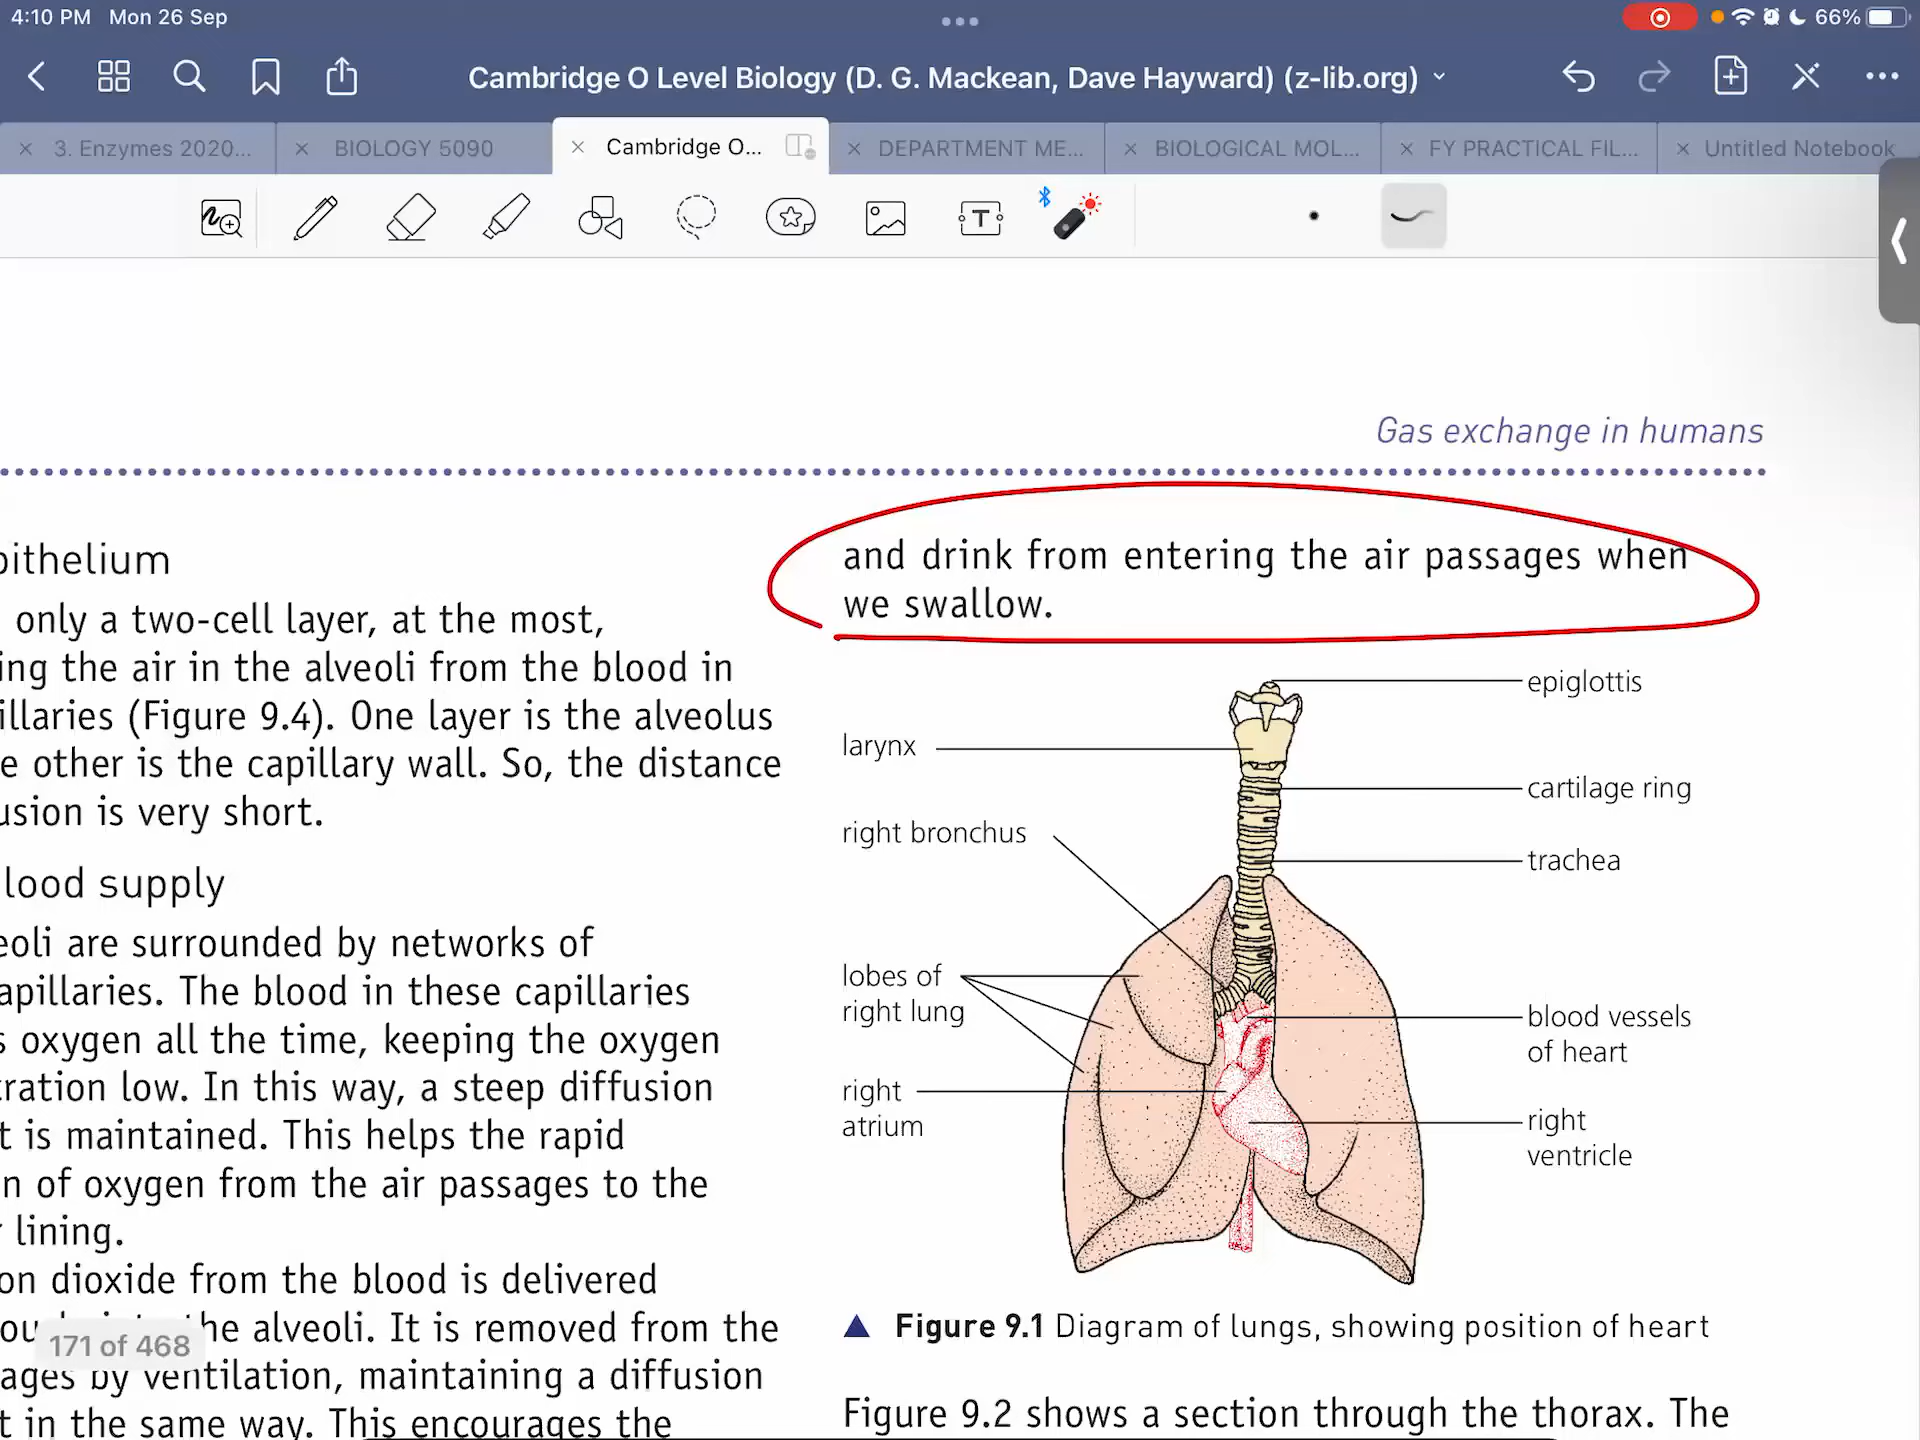 4:10 PM Mon 26 Sep
66%
Cambridge O Level Biology (D. G. Mackean, Dave Hayward) (z-lib.org)
3. Enzymes 2020...
BIOLOGY 5090
Cambridge O...
DEPARTMENT ME...
BIOLOGICAL MOL...
FY PRACTICAL FIL...
Untitled Notebook
T
Gas exchange in humans
pithelium
only a two-cell layer, at the most,
ing the air in the alveoli from the blood in
illaries (Figure 9.4). One layer is the alveolus
e other is the capillary wall. So, the distance
usion is very short.
lood supply
eoli are surrounded by networks of
apillaries. The blood in these capillaries
s oxygen all the time, keeping the oxygen
tration low. In this way, a steep diffusion
t is maintained. This helps the rapid
n of oxygen from the air passages to the
r lining.
on dioxide from the blood is delivered
the alveoli. It is removed from the
171 of 468
ages by ventilation, maintaining a diffusion
t in the same way. This encourages the
and drink from entering the air passages when
we swallow.
epiglottis
larynx
cartilage ring
right bronchus
trachea
lobes of
right lung
blood vessels
of heart
right
atrium
right
ventricle
Figure 9.1 Diagram of lungs, showing position of heart
Figure 9.2 shows a section through the thorax. The